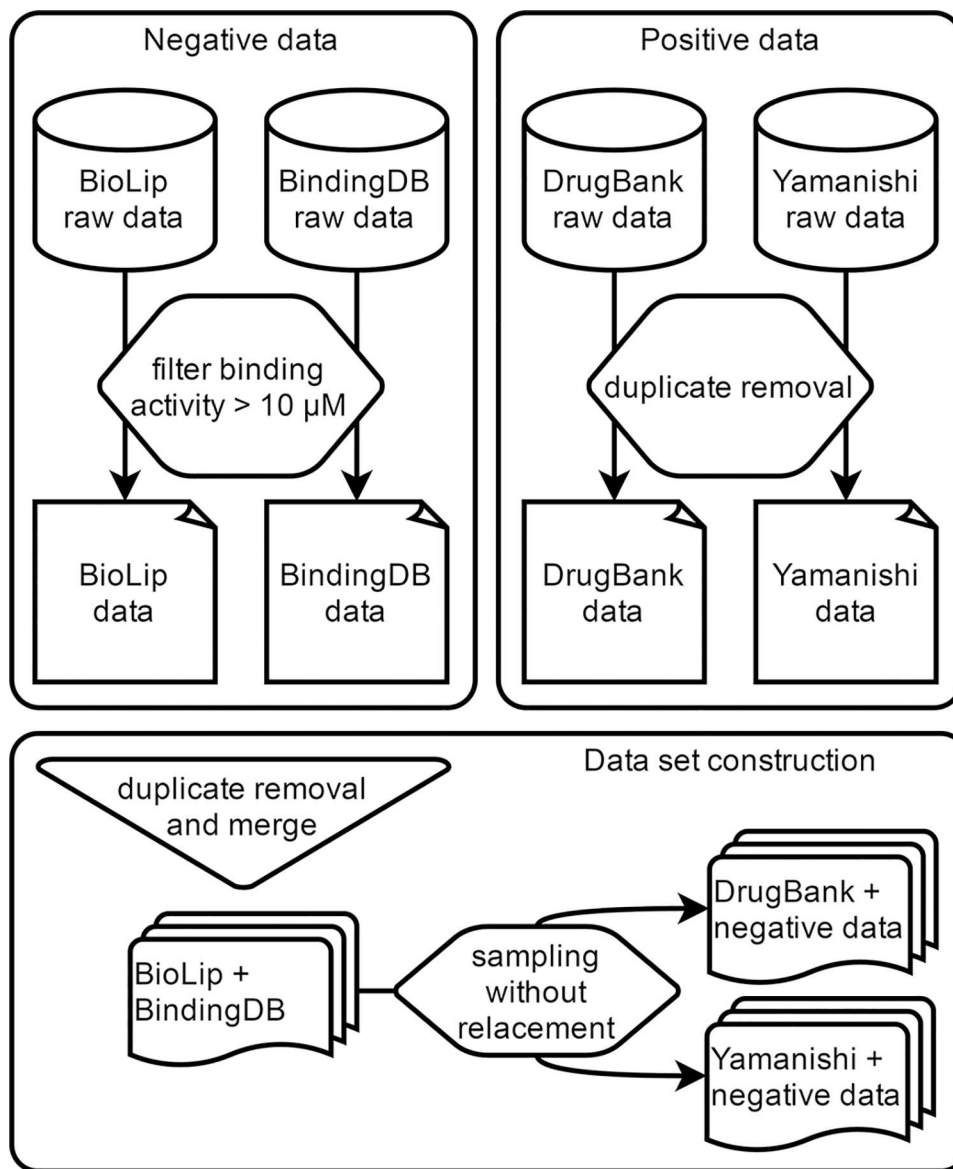 Negative data
BioLip
raw data
BindingDB
raw data
filter binding
activity > 10 µM
BioLip
data
BindingDB
data
Positive data
DrugBank
raw data
Yamanishi
raw data
duplicate removal
DrugBank
data
Yamanishi
data
Data set construction
duplicate removal
and merge
BioLip +
BindingDB
sampling
without
relacement
DrugBank +
negative data
Yamanishi +
negative data